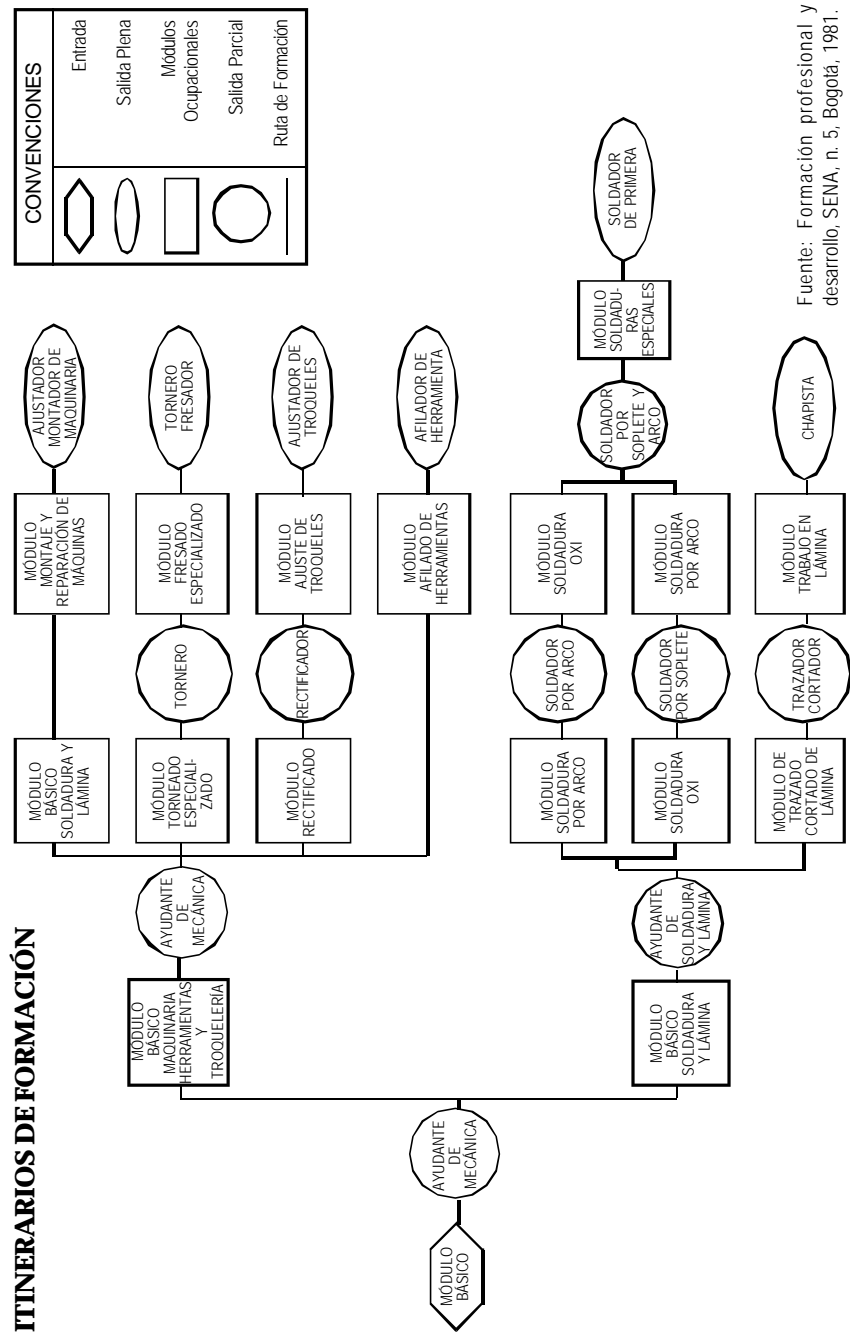 ITINERARIOS DE FORMACIÓN
MÓDULO
BÁSICO
AYUDANTE
DE
MECÁNICA
MÓDULO
BÁSICO
MAQUINARIA
HERRAMIENTAS
Y
TROQUELERÍA
AYUDANTE
DE
MECÁNICA
MÓDULO
BÁSICO
SOLDADURA Y
LÁMINA
MÓDULO
MONTAJE Y
REPARACIÓN DE
MÁQUINAS
AJUSTADOR
MONTADOR DE
MAQUINARIA
MÓDULO
TORNEADO
ESPECIALI-
ZADO
TORNERO
MÓDULO
FRESADO
ESPECIALIZADO
TORNERO
FRESADOR
MÓDULO
RECTIFICADO
RECTIFICADOR
MÓDULO
AJUSTE DE
TROQUELES
AJUSTADOR DE
TROQUELES
MÓDULO
AFILADO DE
HERRAMIENTAS
AFILADOR DE
HERRAMIENTA
MÓDULO
BÁSICO
SOLDADURA
Y LÁMINA
AYUDANTE
DE
SOLDADURA
Y LÁMINA
MÓDULO
SOLDADURA
POR ARCO
SOLDADOR
POR ARCO
MÓDULO
SOLDADURA
OXI
MÓDULO
SOLDADURA
OXI
SOLDADOR
POR SOPLETE
MÓDULO
SOLDADURA
POR ARCO
SOLDADOR
POR
SOPLETE Y
ARCO
MÓDULO
SOLDADU-
RAS
ESPECIALES
SOLDADOR
DE PRIMERA
MÓDULO DE
TRAZADO
CORTADO DE
LÁMINA
TRAZADOR
CORTADOR
MÓDULO
TRABAJO EN
LÁMINA
CHAPISTA
CONVENCIONES
Entrada
Salida Plena
Módulos
Ocupacionales
Salida Parcial
Ruta de Formación
Fuente: Formación profesional y
desarrollo, SENA, n. 5, Bogotá, 1981.